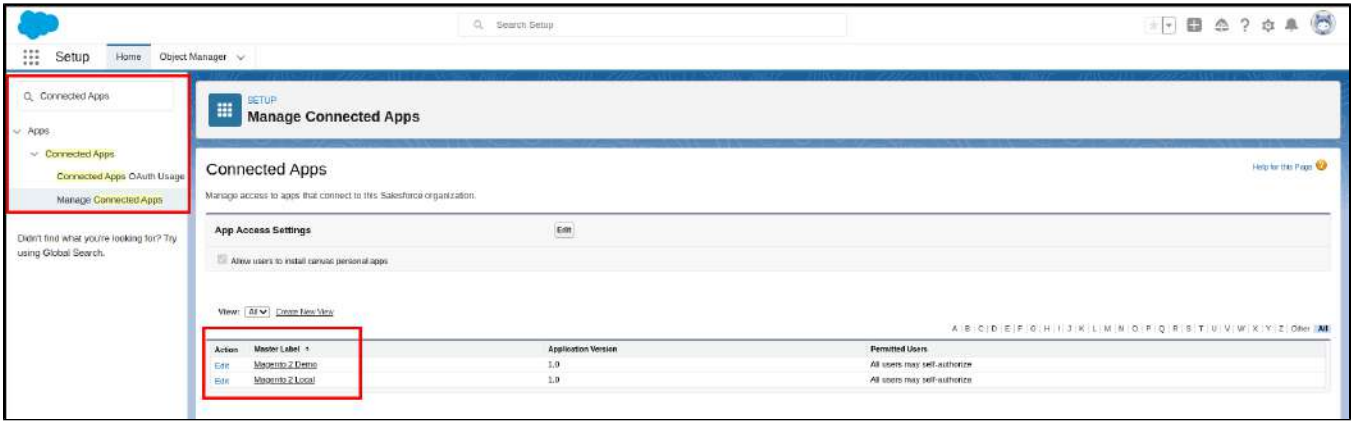 Search Setup
Setup Home Object Manager
Connected Apps
Apps
Connected Apps
Connected Apps OAuth Usage
Manage Connected Apps
Didn't find what you're looking for? Try
using Global Search.
SETUP
Manage Connected Apps
Connected Apps
Help for this Page
Manage access to apps that connect to this Salesforce organization.
App Access Settings Edit
Allow users to install canvas personal apps
View: All Create New View
A | B | C | D | E | F | G | H | I | J | K | L | M | N | O | P | Q | R | S | T | U | V | W | X | Y | Z | Other | All
Action Master Label ↑ Application Version Permitted Users
Edit Magento 2 Demo 1.0 All users may self-authorize
Edit Magento 2 Local 1.0 All users may self-authorize